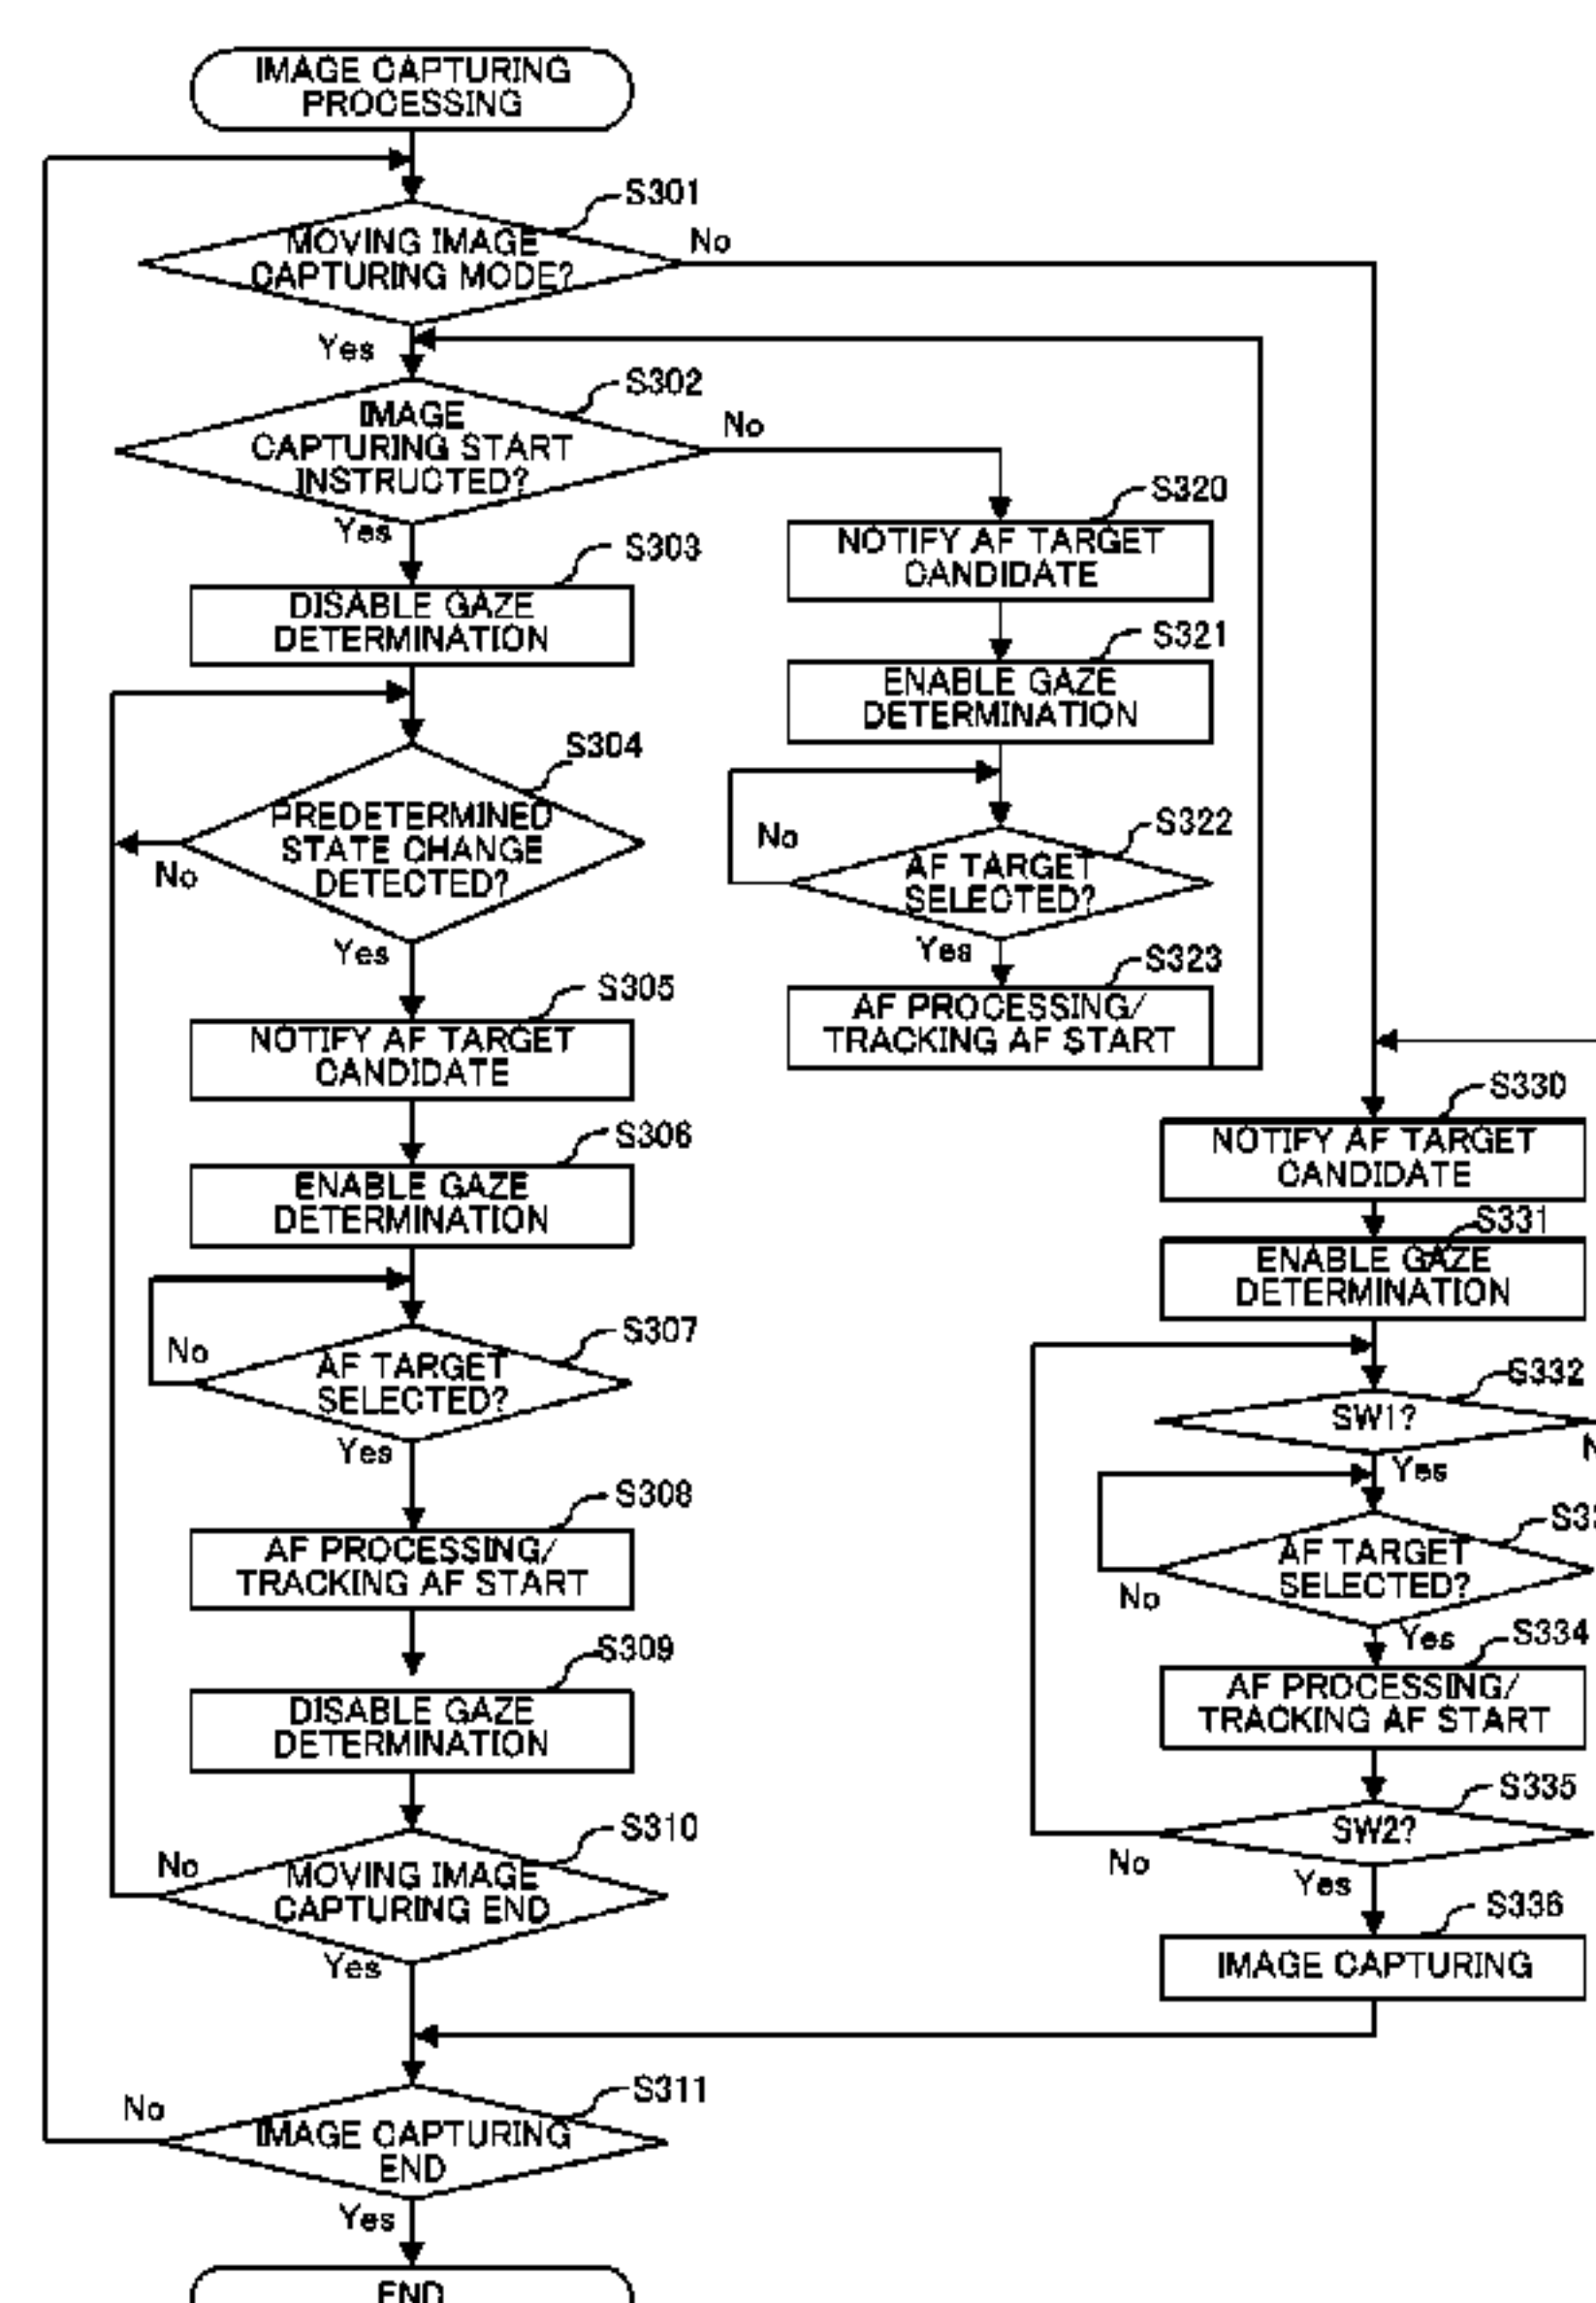 IMAGE CAPTURING
PROCESSING
S301
MOVING IMAGE
CAPTURING MODE?
No
Yes
S302
IMAGE
CAPTURING START
INSTRUCTED?
No
Yes
S303
DISABLE GAZE
DETERMINATION
S304
PREDETERMINED
STATE CHANGE
DETECTED?
No
Yes
S305
NOTIFY AF TARGET
CANDIDATE
S306
ENABLE GAZE
DETERMINATION
S307
No
AF TARGET
SELECTED?
Yes
S308
AF PROCESSING/
TRACKING AF START
S309
DISABLE GAZE
DETERMINATION
S310
No
MOVING IMAGE
CAPTURING END
Yes
S311
No
IMAGE CAPTURING
END
Yes
END
S320
NOTIFY AF TARGET
CANDIDATE
S321
ENABLE GAZE
DETERMINATION
S322
No
AF TARGET
SELECTED?
Yes
S323
AF PROCESSING/
TRACKING AF START
S330
NOTIFY AF TARGET
CANDIDATE
S331
ENABLE GAZE
DETERMINATION
S332
SW1?
Yes
AF TARGET
SELECTED?
No
Yes
S334
AF PROCESSING/
TRACKING AF START
S335
SW2?
No
Yes
S336
IMAGE CAPTURING